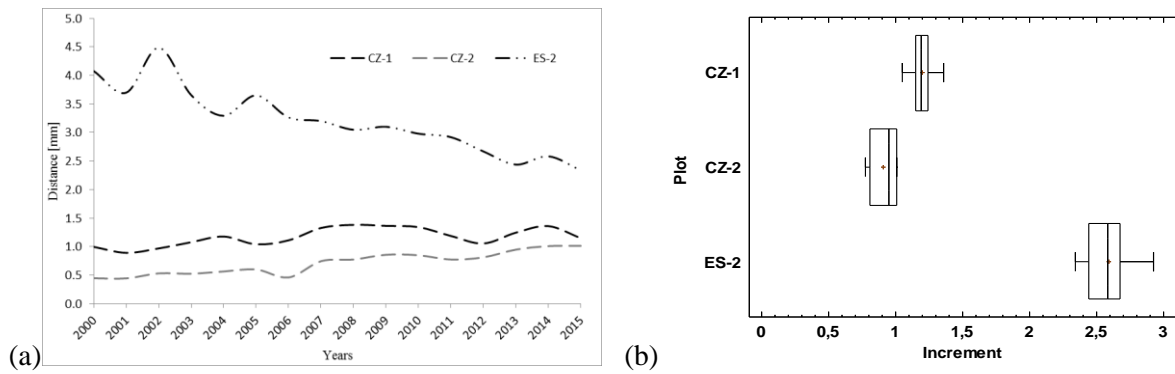 5.0
4.5
4.0
3.5
3.0
2.5
2.0
1.5
1.0
0.5
0.0
Distance [mm]
CZ-1 CZ-2 ES-2
2000 2001 2002 2003 2004 2005 2006 2007 2008 2009 2010 2011 2012 2013 2014 2015
Years
(a)
CZ-1
CZ-2
ES-2
Plot
0 0,5 1 1,5 2 2,5 3
Increment
(b)